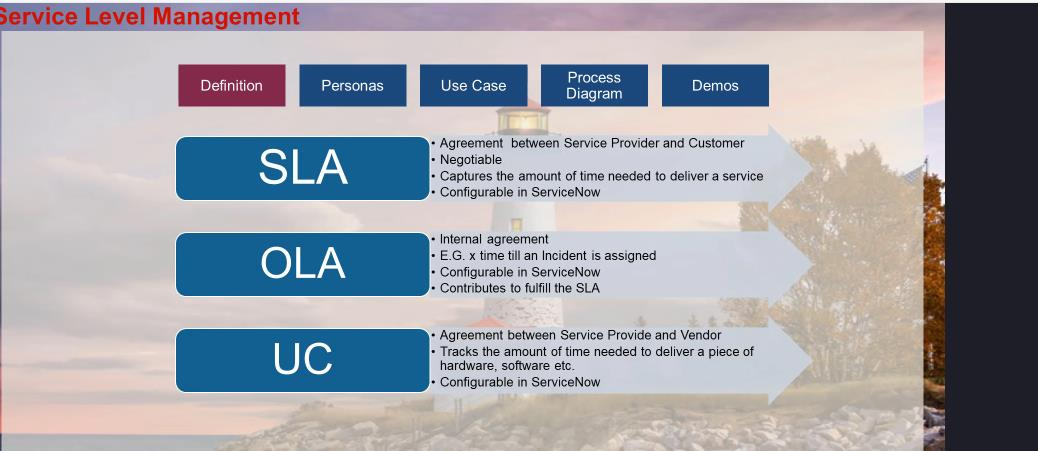 Service Level Management
Definition
Personas
Use Case
Process
Diagram
Demos
SLA
• Agreement between Service Provider and Customer
• Negotiable
• Captures the amount of time needed to deliver a service
• Configurable in ServiceNow
OLA
• Internal agreement
• E.G. x time till an Incident is assigned
• Configurable in ServiceNow
• Contributes to fulfill the SLA
UC
• Agreement between Service Provide and Vendor
• Tracks the amount of time needed to deliver a piece of
hardware, software etc.
• Configurable in ServiceNow